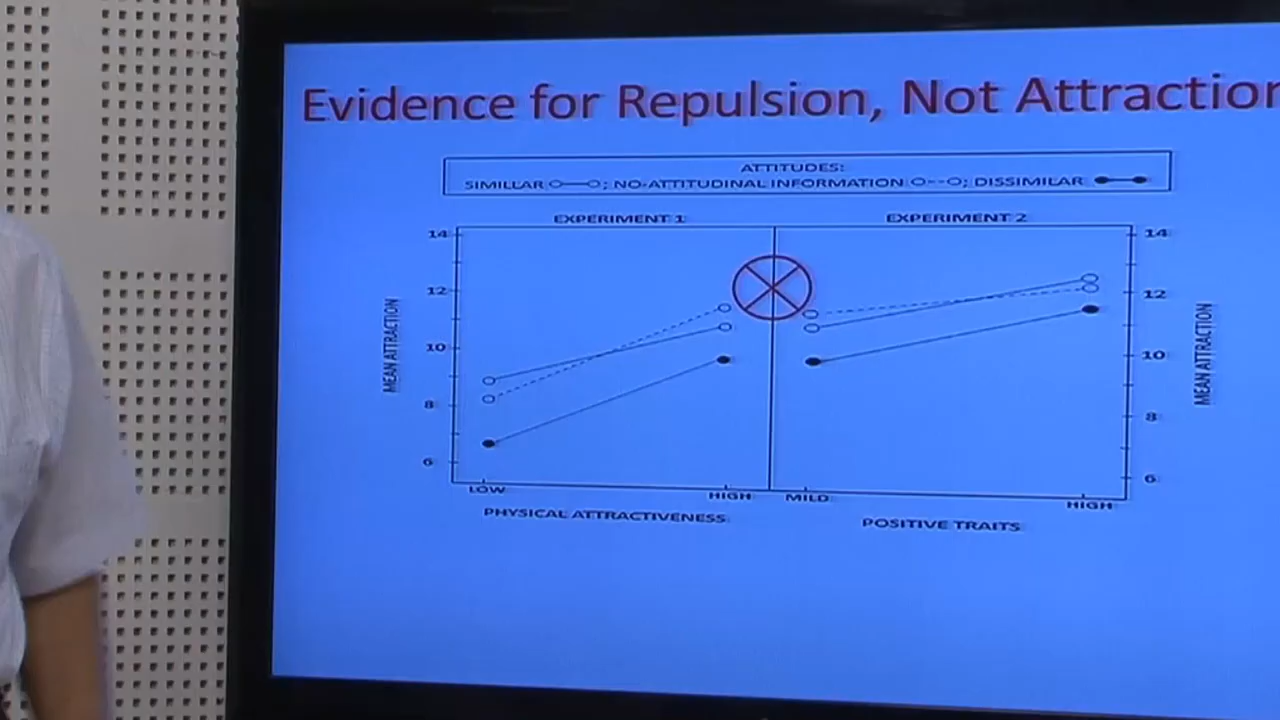 Evidence for Repulsion, Not Attraction
ATTITUDES:
SIMILLAR ; NO-ATTITUDINAL INFORMATION ; DISSIMILAR
EXPERIMENT 1
EXPERIMENT 2
14
12
10
8
6
MEAN ATTRACTION
14
12
10
8
6
MEAN ATTRACTION
LOW
HIGH
MILD
HIGH
PHYSICAL ATTRACTIVENESS
POSITIVE TRAITS